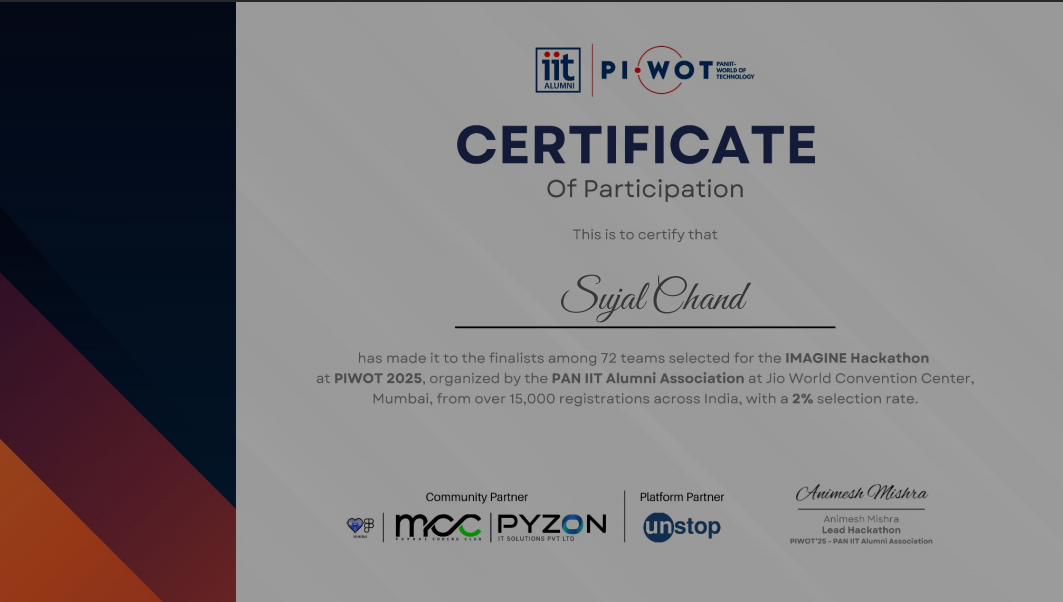 iit
ALUMNI
PI WOT
PANIIT-
WORLD OF
TECHNOLOGY
CERTIFICATE
Of Participation
This is to certify that
Sujal Chand
has made it to the finalists among 72 teams selected for the IMAGINE Hackathon
at PIWOT 2025, organized by the PAN IIT Alumni Association at Jio World Convention Center,
Mumbai, from over 15,000 registrations across India, with a 2% selection rate.
Community Partner
mcc
PYZON
IT SOLUTIONS PVT LTD
Platform Partner
unstop
Animesh Mishra
Animesh Mishra
Lead Hackathon
PIWOT'25 - PAN IIT Alumni Association